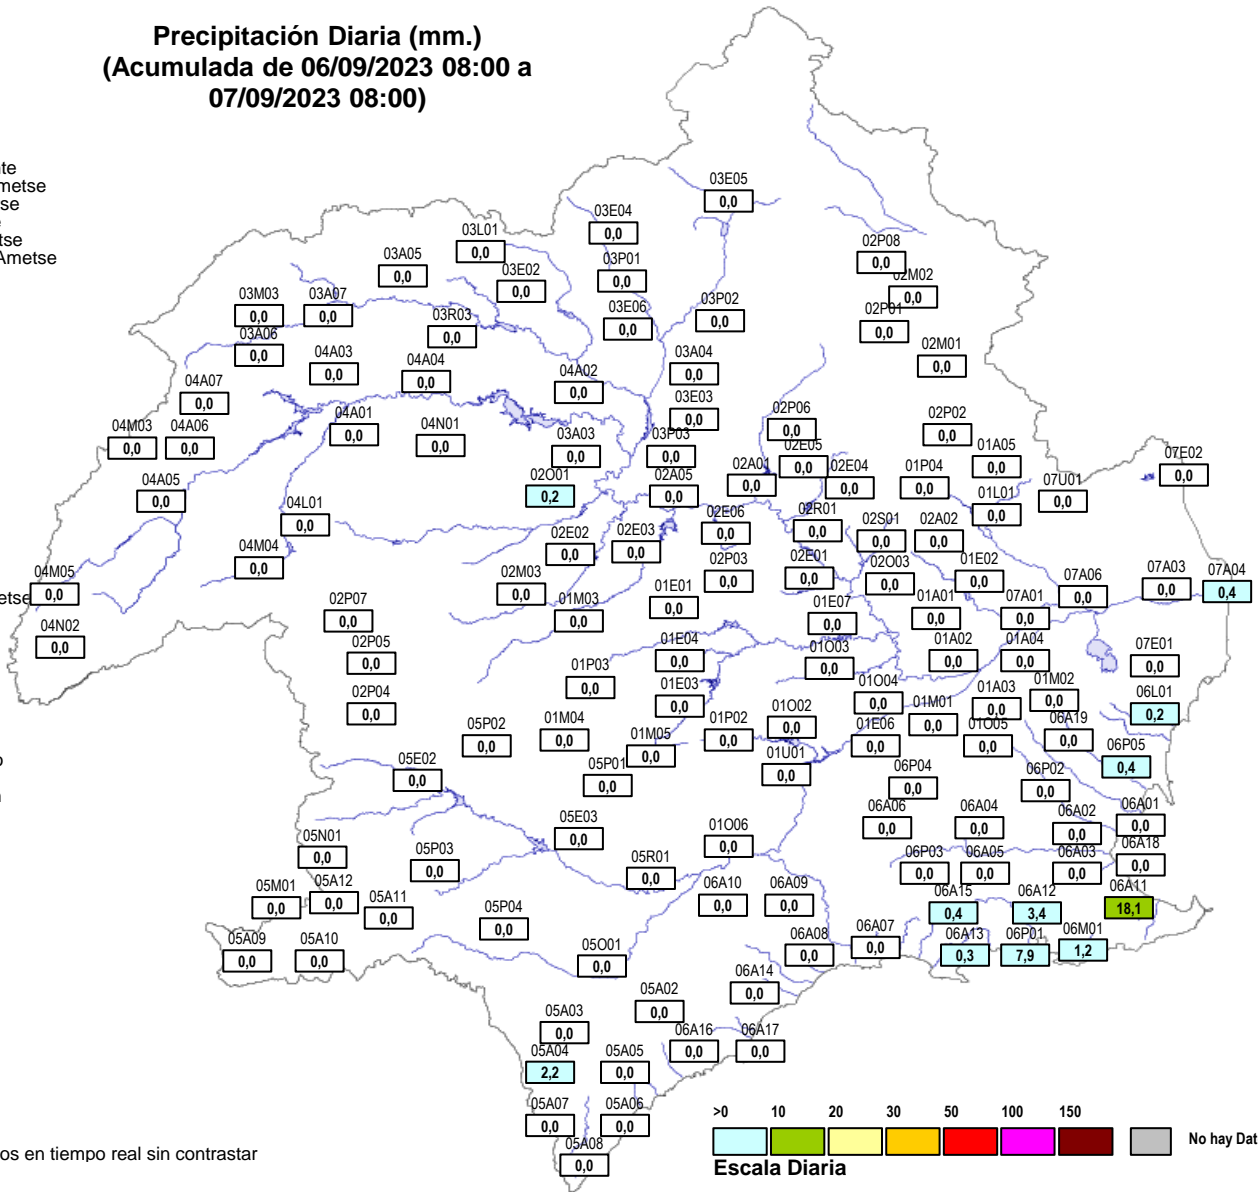 Precipitación Diaria (mm.)
(Acumulada de 06/09/2023 08:00 a
07/09/2023 08:00)
03E05
0,0
03E04
0,0
03L01
0,0
03P01
0,0
03A05
0,0
03E02
0,0
02P08
0,0
02M02
0,0
03M03
0,0
03A07
0,0
03R03
0,0
03E06
0,0
03P02
0,0
02P01
0,0
03A06
0,0
04A03
0,0
04A04
0,0
04A02
0,0
03A04
0,0
02M01
0,0
04A07
0,0
03E03
0,0
04M03
0,0
04A06
0,0
04A01
0,0
04N01
0,0
03A03
0,0
03P03
0,0
02P06
0,0
02P02
0,0
02E05
0,0
01A05
0,0
07E02
0,0
04A05
0,0
02O01
0,2
02A05
0,0
02A01
0,0
02E04
0,0
01P04
0,0
01L01
0,0
07U01
0,0
04L01
0,0
02E06
0,0
02R01
0,0
02S01
0,0
02A02
0,0
04M04
0,0
02E02
0,0
02E03
0,0
02P03
0,0
02E01
0,0
02O03
0,0
01E02
0,0
04M05
0,0
02M03
0,0
07A06
0,0
07A03
0,0
07A04
0,4
02P07
0,0
01M03
0,0
01E01
0,0
01E07
0,0
01A01
0,0
07A01
0,0
04N02
0,0
02P05
0,0
01E04
0,0
01O03
0,0
01A02
0,0
01A04
0,0
07E01
0,0
02P04
0,0
01P03
0,0
01E03
0,0
01O04
0,0
01A03
0,0
01M02
0,0
06L01
0,2
05P02
0,0
01M04
0,0
01M05
0,0
01P02
0,0
01O02
0,0
01E06
0,0
01M01
0,0
01O05
0,0
06A19
0,0
06P05
0,4
05E02
0,0
05P01
0,0
01U01
0,0
06P04
0,0
06P02
0,0
05E03
0,0
01O06
0,0
06A06
0,0
06A04
0,0
06A02
0,0
06A01
0,0
05N01
0,0
05P03
0,0
05R01
0,0
06P03
0,0
06A05
0,0
06A03
0,0
06A18
0,0
05M01
0,0
05A12
0,0
05A11
0,0
05P04
0,0
06A10
0,0
06A09
0,0
06A15
0,4
06A12
3,4
06A11
18,1
05A09
0,0
05A10
0,0
05O01
0,0
06A08
0,0
06A07
0,0
06A13
0,3
06P01
7,9
06M01
1,2
05A02
0,0
06A14
0,0
05A03
0,0
06A16
0,0
06A17
0,0
05A04
2,2
05A05
0,0
05A07
0,0
05A06
0,0
05A08
0,0
>0 10 20 30 50 100 150
No hay Dat
Escala Diaria
os en tiempo real sin contrastar